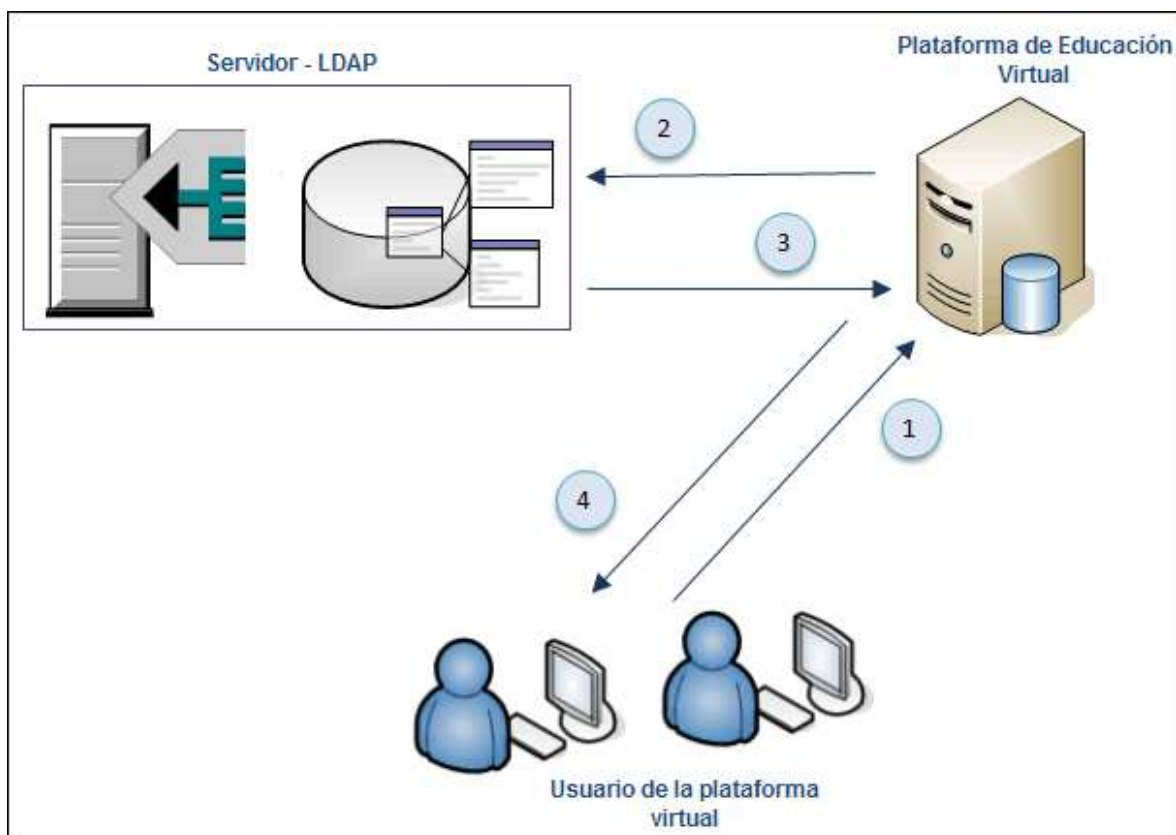 Servidor - LDAP
Plataforma de Educación
Virtual
2
3
1
4
Usuario de la plataforma
virtual